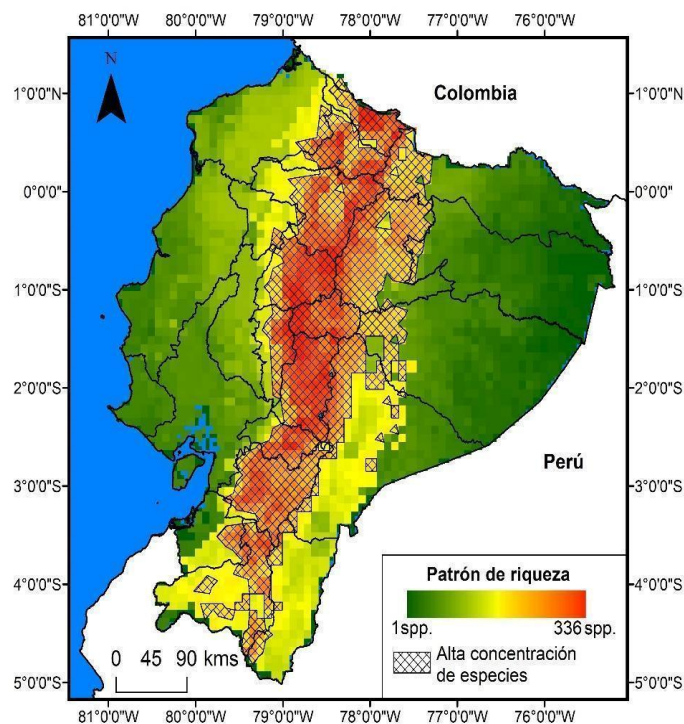 81°0'0"W 80°0'0"W 79°0'0"W 78°0'0"W 77°0'0"W 76°0'0"W
N
Colombia
1°0'0"N 1°0'0"N
0°0'0" 0°0'0"
1°0'0"S 1°0'0"S
2°0'0"S 2°0'0"S
Perú
3°0'0"S 3°0'0"S
4°0'0"S 4°0'0"S
5°0'0"S 5°0'0"S
Patrón de riqueza
1spp. 336 spp.
Alta concentración
de especies
0 45 90 kms
81°0'0"W 80°0'0"W 79°0'0"W 78°0'0"W 77°0'0"W 76°0'0"W